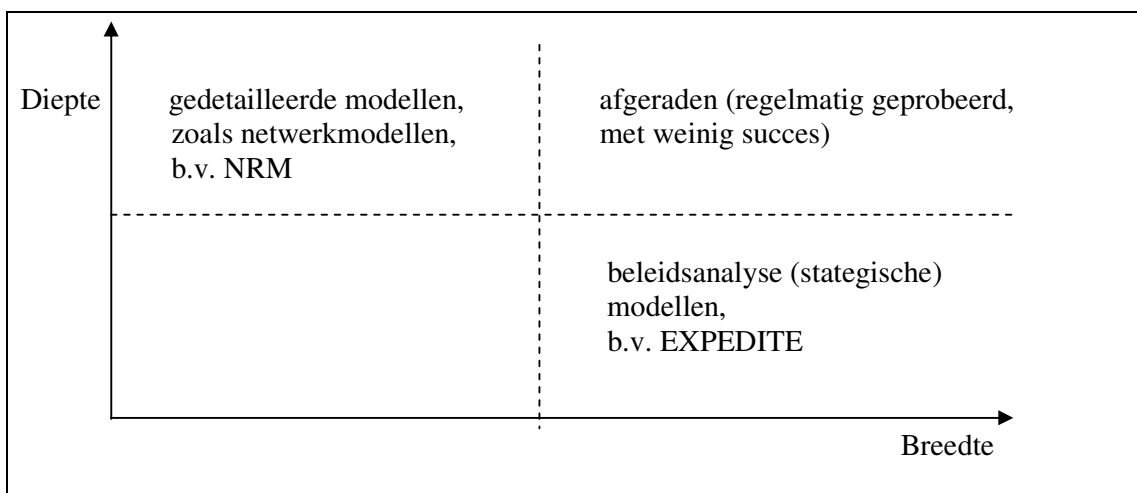 Diepte
gedetailleerde modellen,
zoals netwerkmodellen,
b.v. NRM
afgeraden (regelmatig geprobeerd,
met weinig succes)
beleidsanalyse (stategische)
modellen,
b.v. EXPEDITE
Breedte